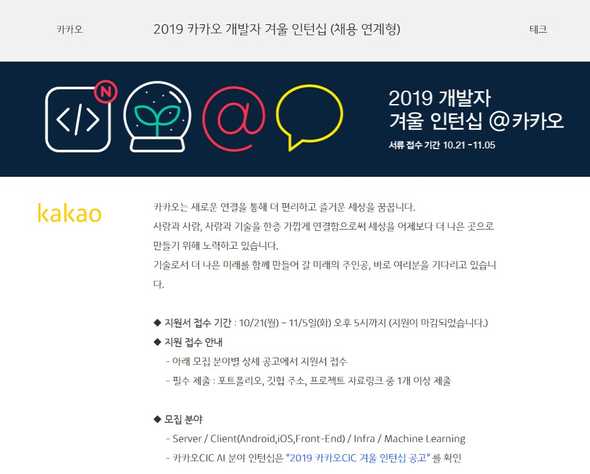 카카오
2019 카카오 개발자 겨울 인턴십 (채용 연계형)
테크
</>
N
@
2019 개발자
겨울 인턴십 @카카오
서류 접수 기간 10.21 -11.05
kakao
카카오는 새로운 연결을 통해 더 편리하고 즐거운 세상을 꿈꿉니다.
사람과 사람, 사람과 기술을 한층 가깝게 연결함으로써 세상을 어제보다 더 나은 곳으로
만들기 위해 노력하고 있습니다.
기술로서 더 나은 미래를 함께 만들어 갈 미래의 주인공, 바로 여러분을 기다리고 있습니
다.
◆ 지원서 접수 기간 : 10/21(월) ~ 11/5일(화) 오후 5시까지 (지원이 마감되었습니다.)
◆ 지원 접수 안내
- 아래 모집 분야별 상세 공고에서 지원서 접수
- 필수 제출 : 포트폴리오, 깃헙 주소, 프로젝트 자료링크 중 1개 이상 제출
◆ 모집 분야
- Server / Client(Android,iOS,Front-End) / Infra / Machine Learning
- 카카오CIC AI 분야 인턴십은 "2019 카카오CIC 겨울 인턴십 공고" 를 확인